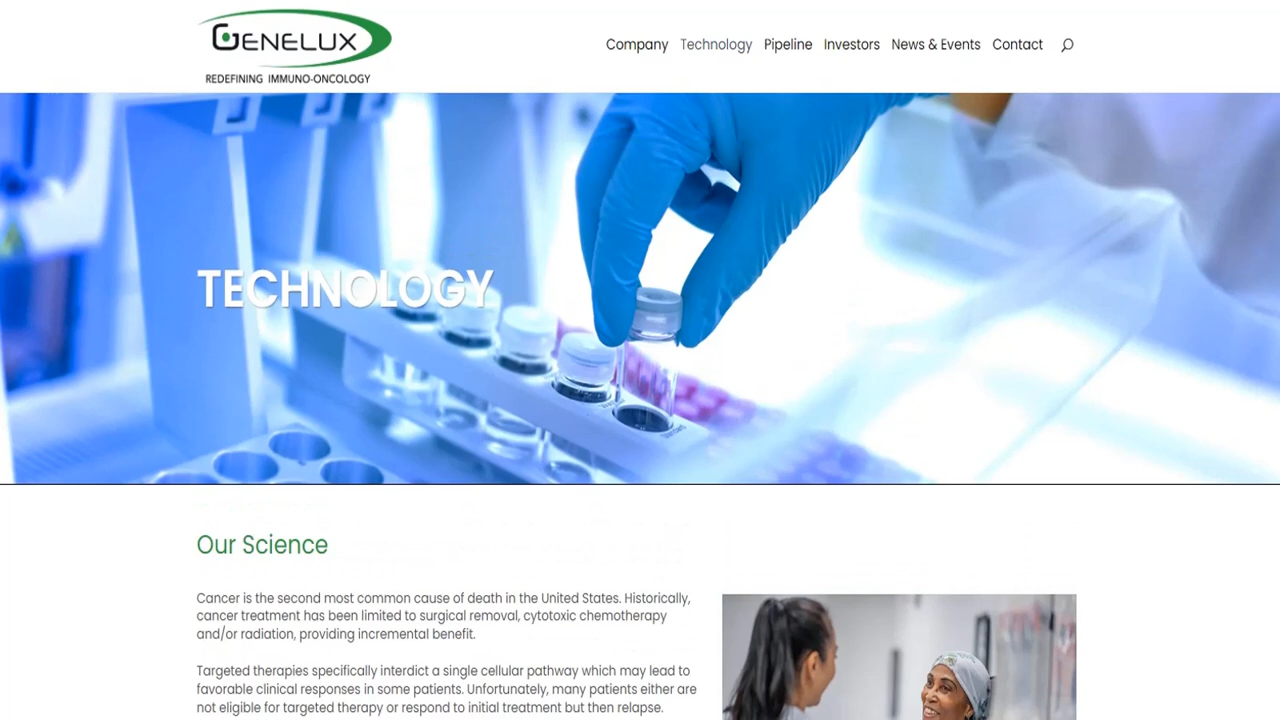 GENELUX
REDEFINING IMMUNO-ONCOLOGY
Company Technology Pipeline Investors News & Events Contact
TECHNOLOGY
Our Science
Cancer is the second most common cause of death in the United States. Historically,
cancer treatment has been limited to surgical removal, cytotoxic chemotherapy
and/or radiation, providing incremental benefit.
Targeted therapies specifically interdict a single cellular pathway which may lead to
favorable clinical responses in some patients. Unfortunately, many patients either are
not eligible for targeted therapy or respond to initial treatment but then relapse.